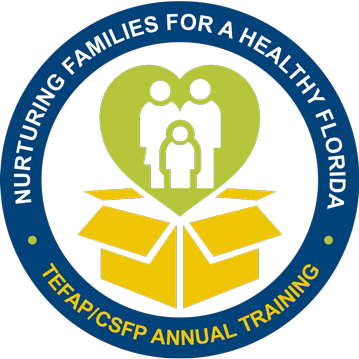 NURTURING FAMILIES FOR A HEALTHY FLORIDA
TEFAP/CSFP ANNUAL TRAINING